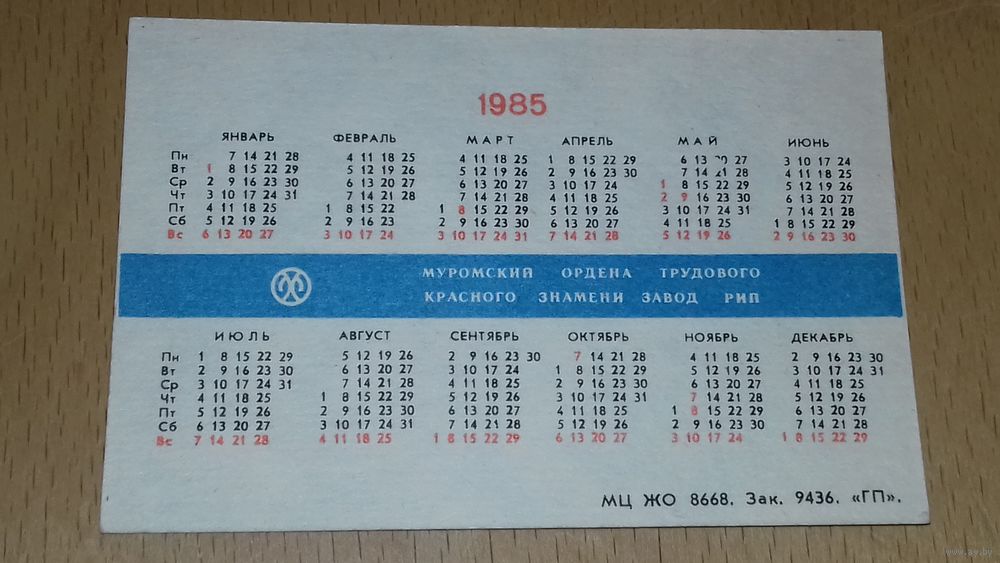 1985
ЯНВАРЬ ФЕВРАЛЬ МАРТ АПРЕЛЬ МАЙ ИЮНЬ
Пн 7 14 21 28 4 11 18 25 4 11 18 25 1 8 15 22 29 6 13 20 27 3 10 17 24
Вт 1 8 15 22 29 5 12 19 26 5 12 19 26 2 9 16 23 30 7 14 21 28 4 11 18 25
Ср 2 9 16 23 30 6 13 20 27 6 13 20 27 3 10 17 24 1 8 15 22 29 5 12 19 26
Чт 3 10 17 24 31 7 14 21 28 7 14 21 28 4 11 18 25 2 9 16 23 30 6 13 20 27
Пт 4 11 18 25 1 8 15 22 1 8 15 22 29 5 12 19 26 3 10 17 24 31 7 14 21 28
Сб 5 12 19 26 2 9 16 23 2 9 16 23 30 6 13 20 27 4 11 18 25 1 8 15 22 29
Вс 6 13 20 27 3 10 17 24 3 10 17 24 31 7 14 21 28 5 12 19 26 2 9 16 23 30
МУРОМСКИЙ ОРДЕНА ТРУДОВОГО
КРАСНОГО ЗНАМЕНИ ЗАВОД РИП
ИЮЛЬ АВГУСТ СЕНТЯБРЬ ОКТЯБРЬ НОЯБРЬ ДЕКАБРЬ
Пн 1 8 15 22 29 5 12 19 26 2 9 16 23 30 7 14 21 28 4 11 18 25 2 9 16 23 30
Вт 2 9 16 23 30 6 13 20 27 3 10 17 24 1 8 15 22 29 5 12 19 26 3 10 17 24 31
Ср 3 10 17 24 31 7 14 21 28 4 11 18 25 2 9 16 23 30 6 13 20 27 4 11 18 25
Чт 4 11 18 25 1 8 15 22 29 5 12 19 26 3 10 17 24 31 7 14 21 28 5 12 19 26
Пт 5 12 19 26 2 9 16 23 30 6 13 20 27 4 11 18 25 1 8 15 22 29 6 13 20 27
Сб 6 13 20 27 3 10 17 24 31 7 14 21 28 5 12 19 26 2 9 16 23 30 7 14 21 28
Вс 7 14 21 28 4 11 18 25 1 8 15 22 29 6 13 20 27 3 10 17 24 1 8 15 22 29
МЦ ЖО 8668. Зак. 9436. «ГП».
www.ay.by